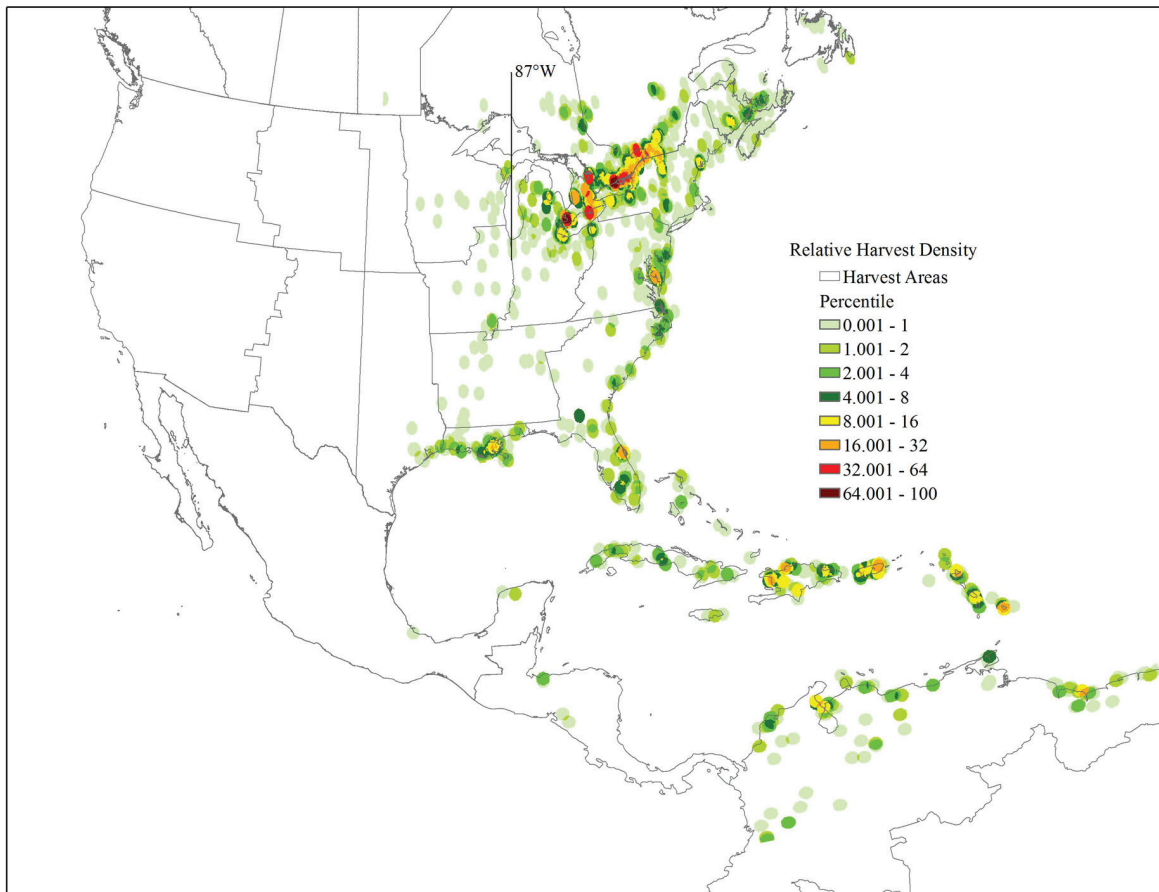 87°W
Relative Harvest Density
Harvest Areas
Percentile
0.001 - 1
1.001 - 2
2.001 - 4
4.001 - 8
8.001 - 16
16.001 - 32
32.001 - 64
64.001 - 100